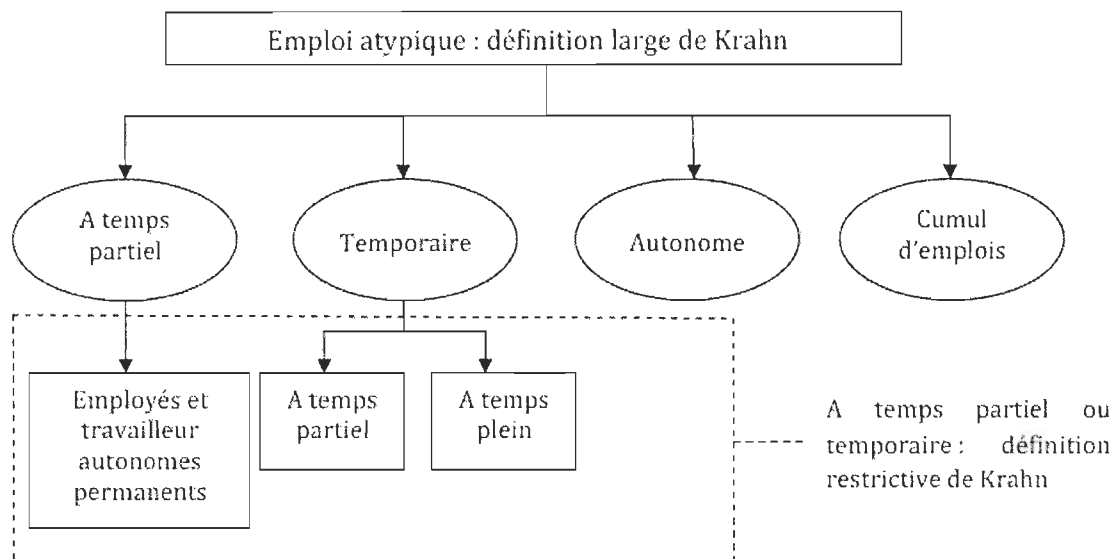 Emploi atypique : définition large de Krahn
A temps
partiel
Temporaire
Autonome
Cumul
d'emplois
Employés et
travailleur
autonomes
permanents
A temps
partiel
A temps
plein
A temps partiel ou
temporaire : définition
restrictive de Krahn